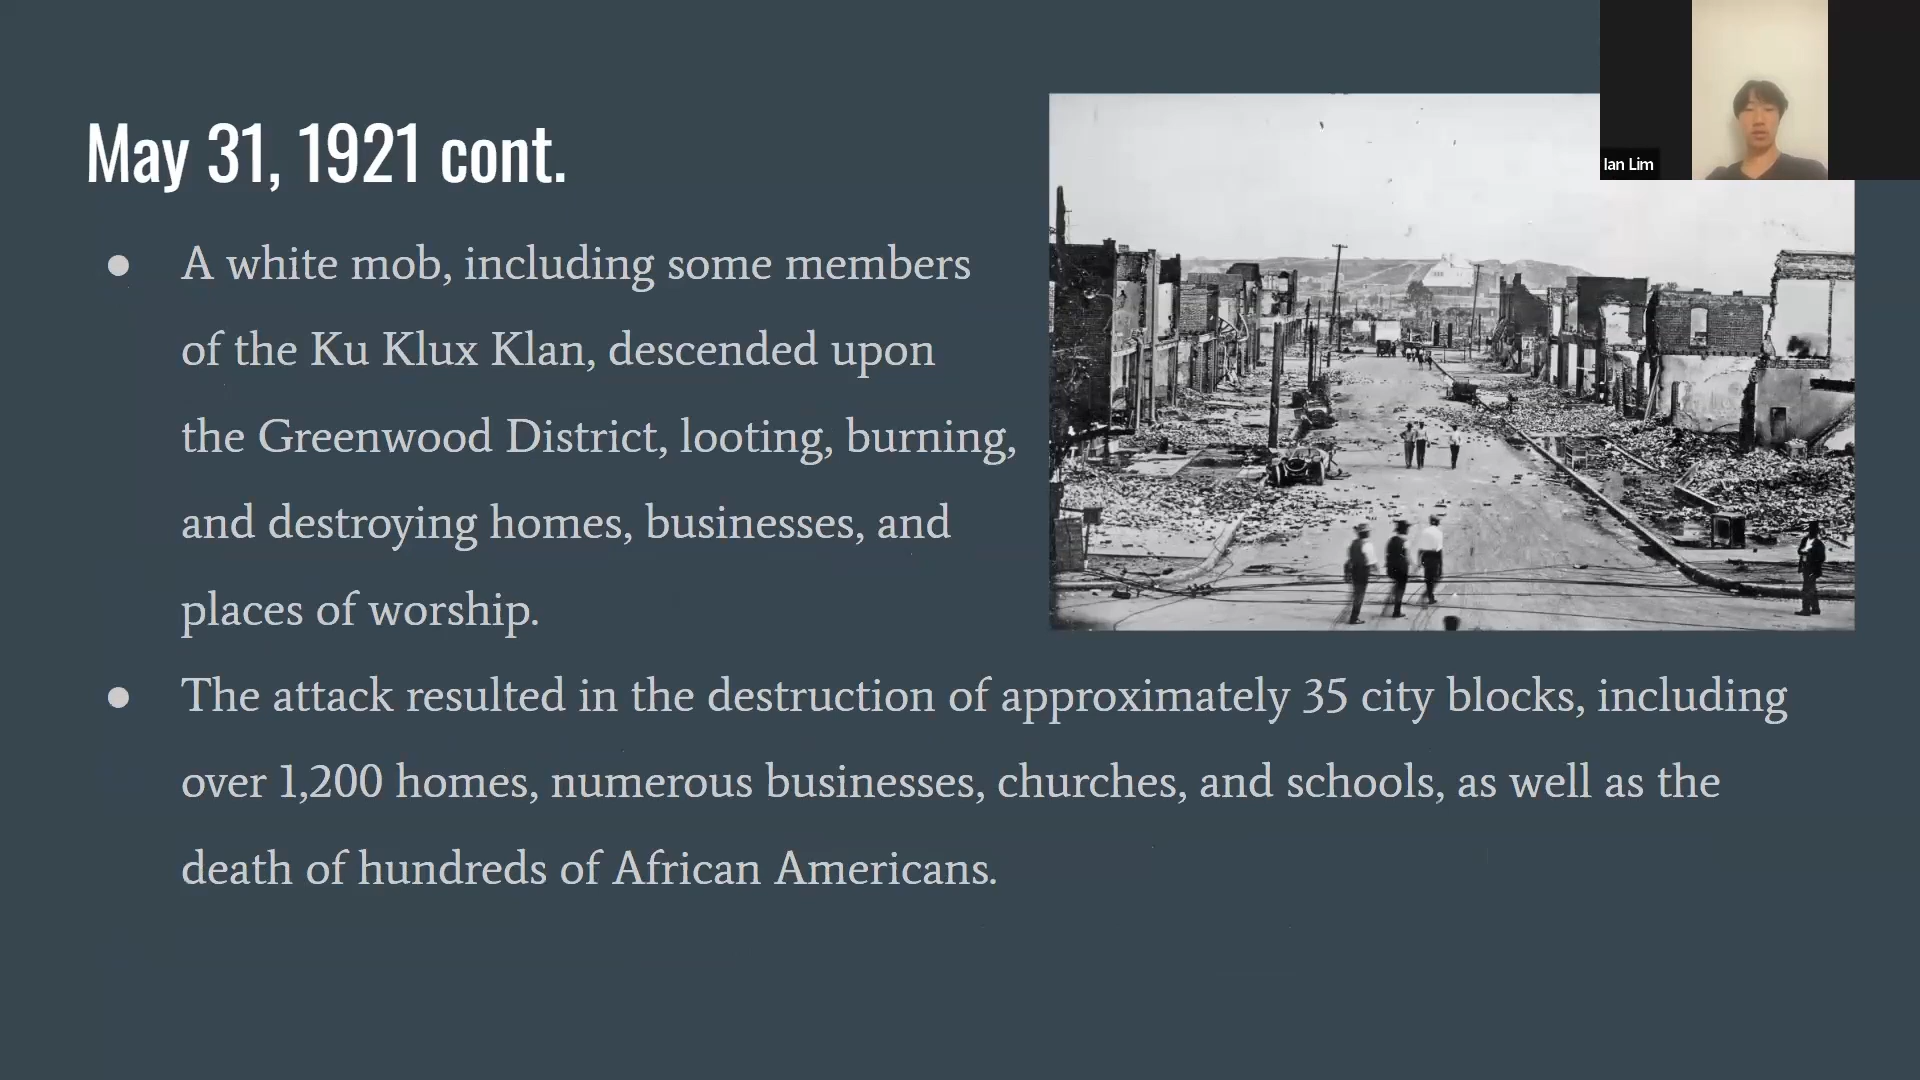 Ian Lim
May 31, 1921 cont.
● A white mob, including some members
of the Ku Klux Klan, descended upon
the Greenwood District, looting, burning,
and destroying homes, businesses, and
places of worship.
● The attack resulted in the destruction of approximately 35 city blocks, including
over 1,200 homes, numerous businesses, churches, and schools, as well as the
death of hundreds of African Americans.